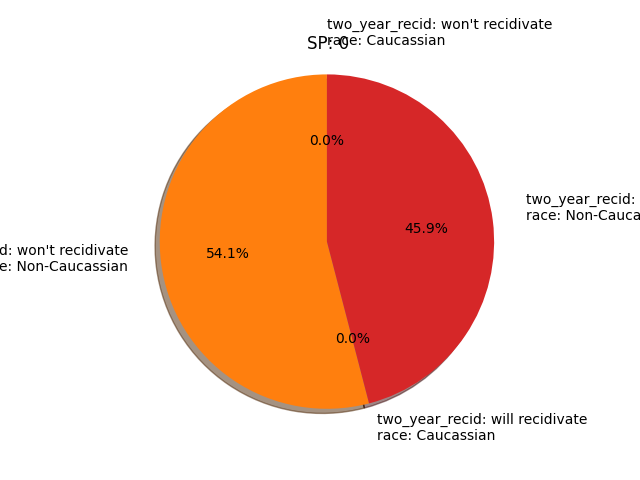 two_year_recid: won't recidivate
race: Caucassian
SP: 0
0.0%
two_year_recid:
race: Non-Cauca
45.9%
d: won't recidivate
e: Non-Caucassian
54.1%
0.0%
two_year_recid: will recidivate
race: Caucassian